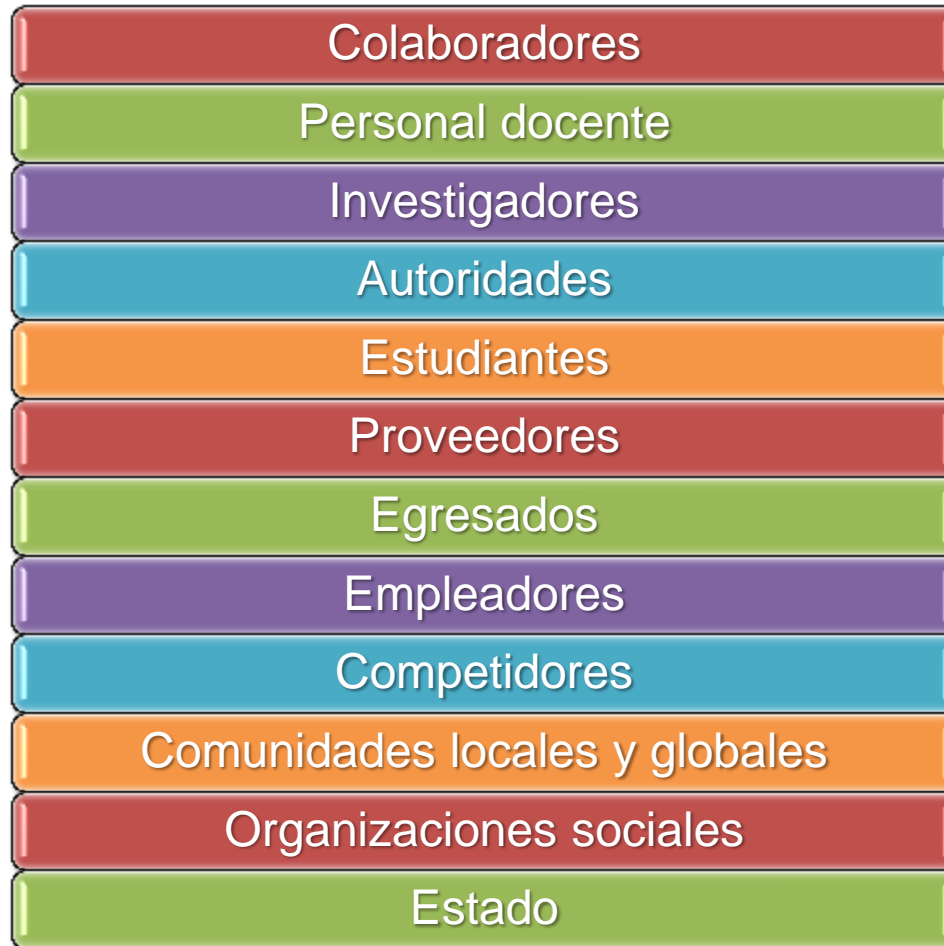 Colaboradores
Personal docente
Investigadores
Autoridades
Estudiantes
Proveedores
Egresados
Empleadores
Competidores
Comunidades locales y globales
Organizaciones sociales
Estado